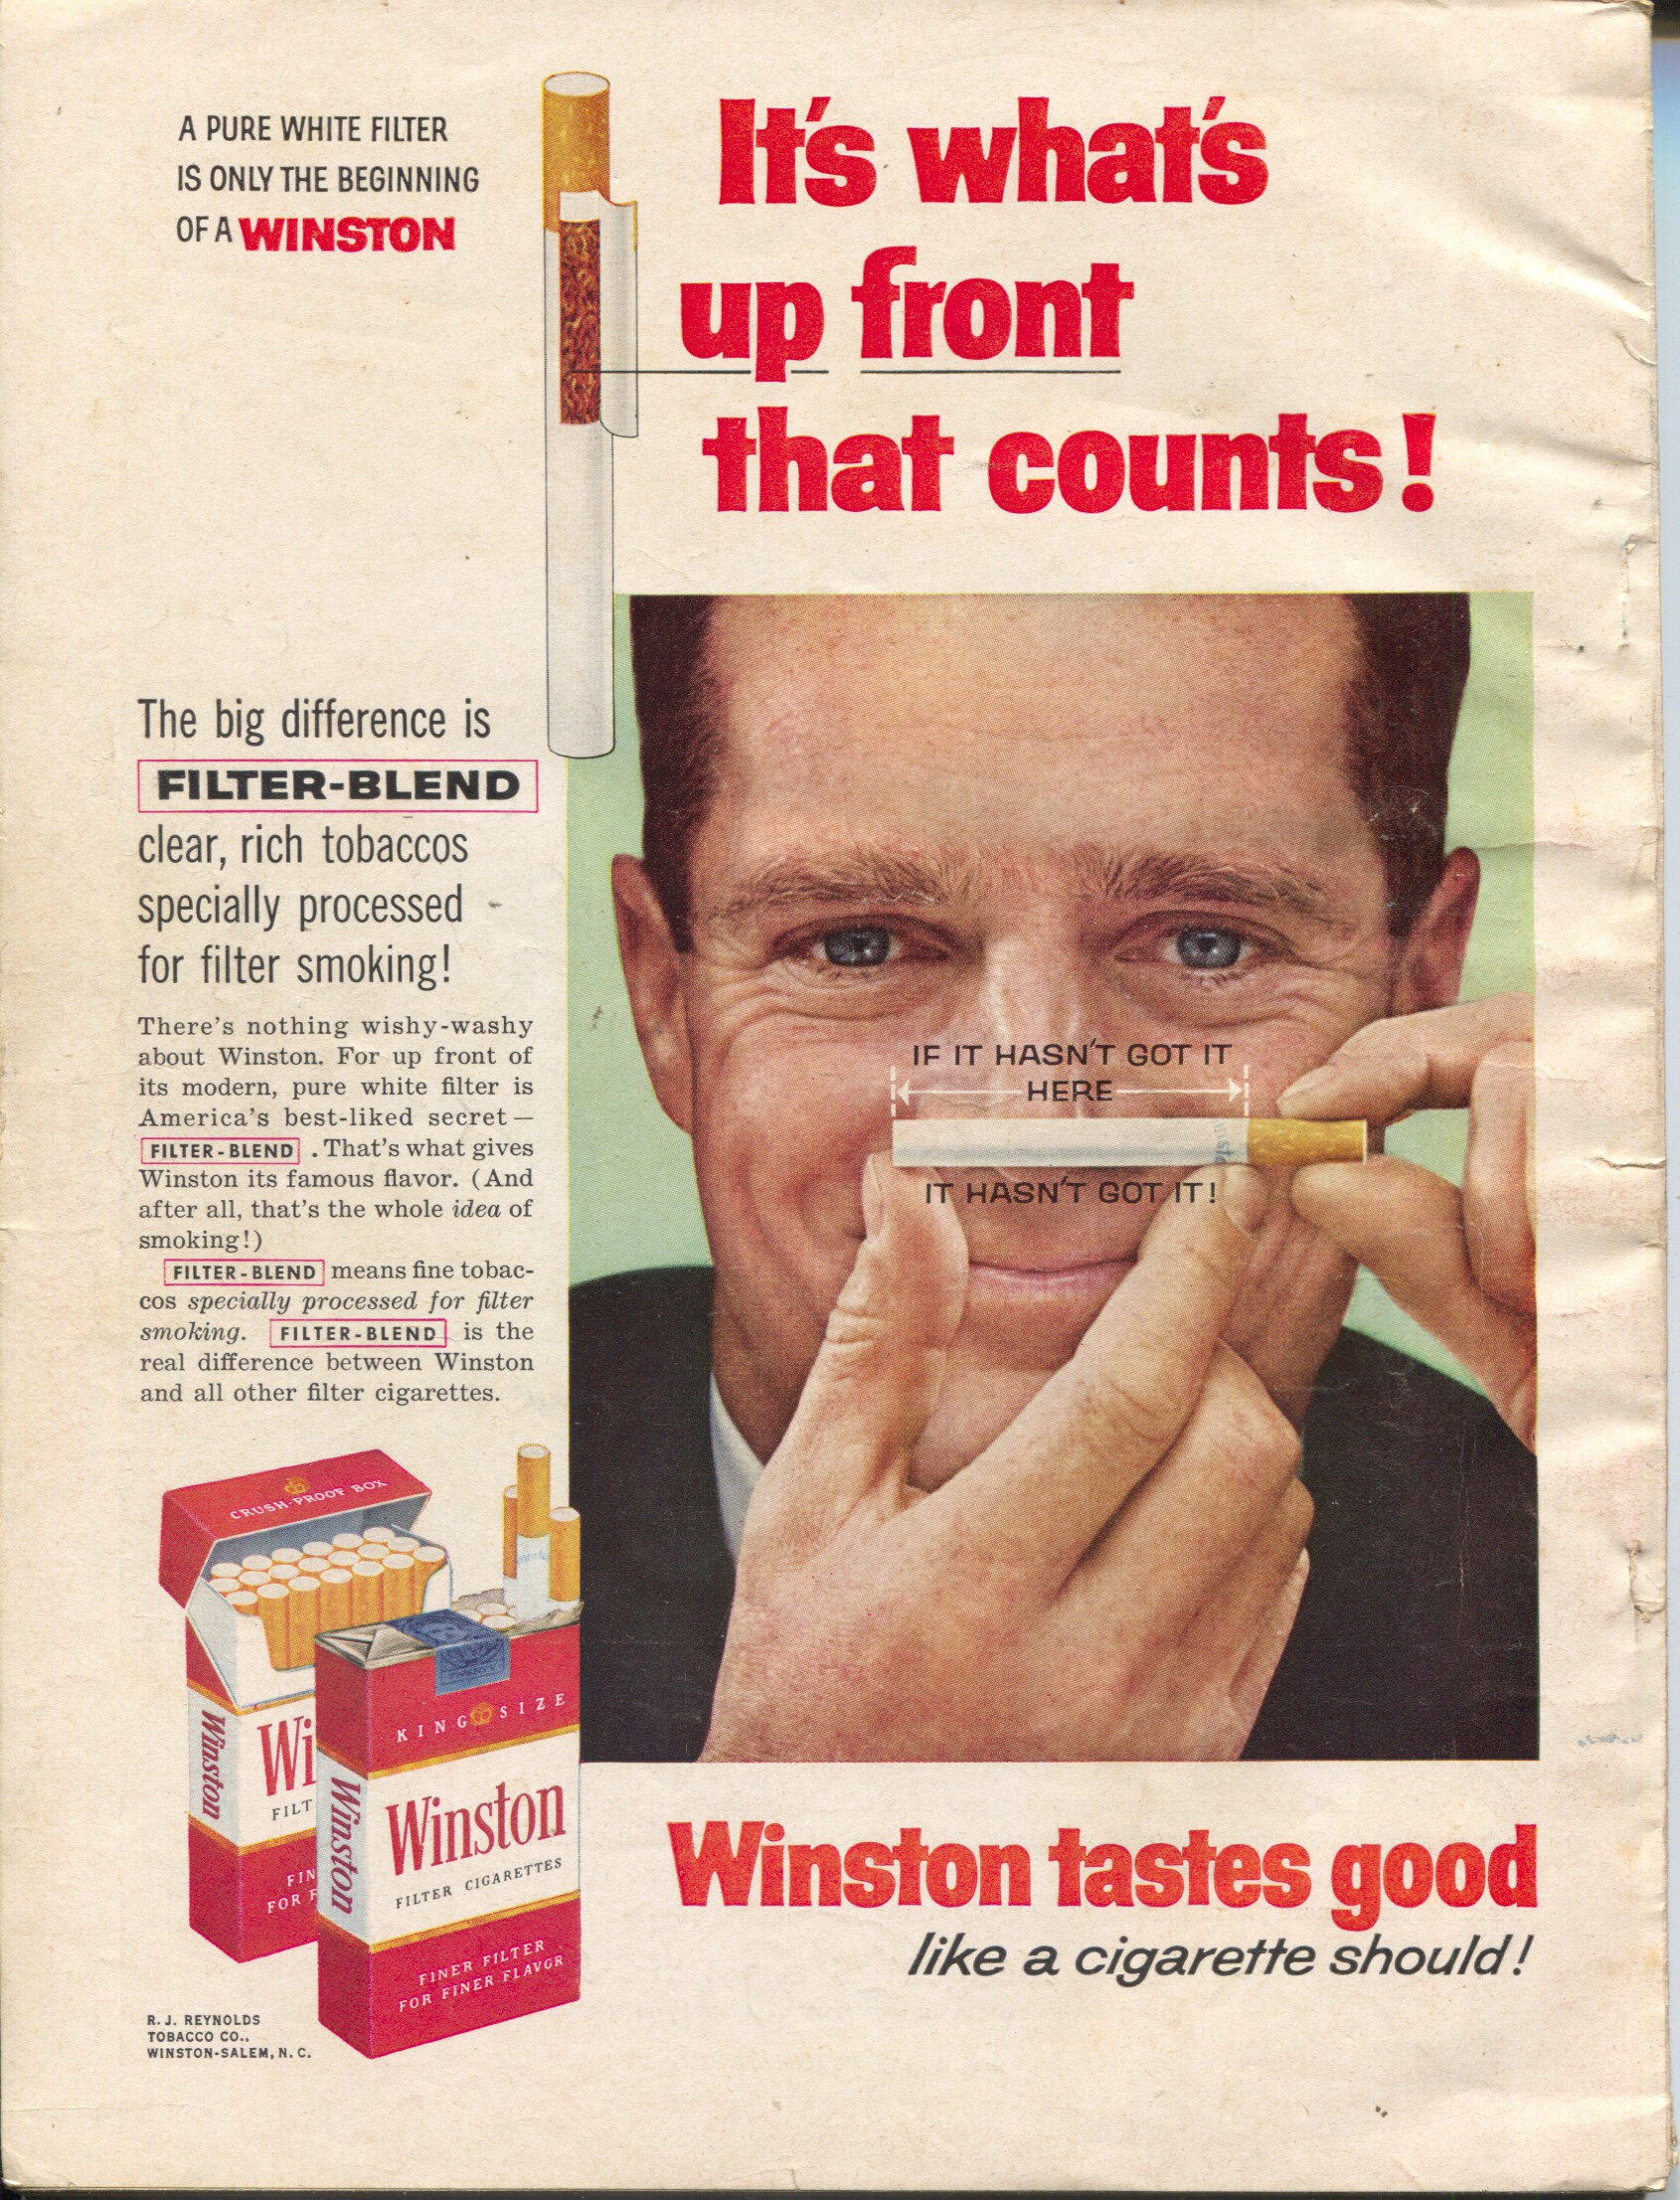 A PURE WHITE FILTER
IS ONLY THE BEGINNING
OF A WINSTON
It's what's
up front
that counts!
The big difference is
FILTER-BLEND
clear, rich tobaccos
specially processed
for filter smoking!
There's nothing wishy-washy
about Winston. For up front of
its modern, pure white filter is
America's best-liked secret—
FILTER-BLEND . That's what gives
Winston its famous flavor. (And
after all, that's the whole idea of
smoking!)
FILTER-BLEND means fine tobac-
cos specially processed for filter
smoking. FILTER-BLEND is the
real difference between Winston
and all other filter cigarettes.
IF IT HASN'T GOT IT
HERE
IT HASN'T GOT IT!
CRUSH-PROOF BOX
Winston
Wi
FILT
FIN
FOR F
KING SIZE
Winston
Winston
FILTER CIGARETTES
FINER FILTER
FOR FINER FLAVOR
Winston tastes good
like a cigarette should!
R. J. REYNOLDS
TOBACCO CO..
WINSTON-SALEM, N. C.